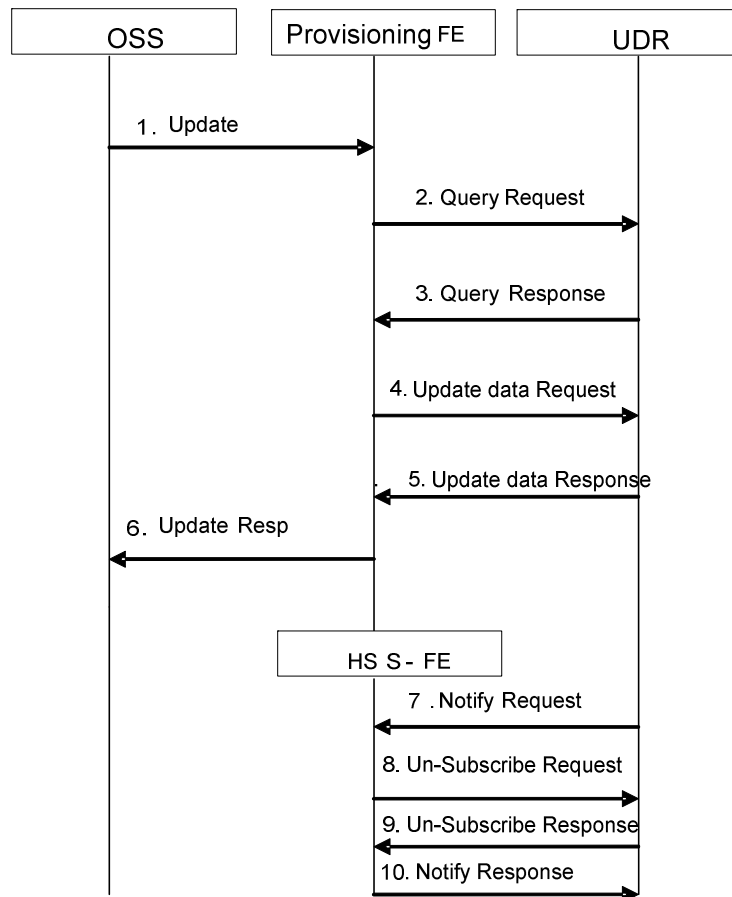 OSS
Provisioning FE
UDR
1. Update
2. Query Request
3. Query Response
4. Update data Request
. 5. Update data Response
6. Update Resp
HS S - FE
7 . Notify Request
8. Un-Subscribe Request
9. Un-Subscribe Response
10. Notify Response